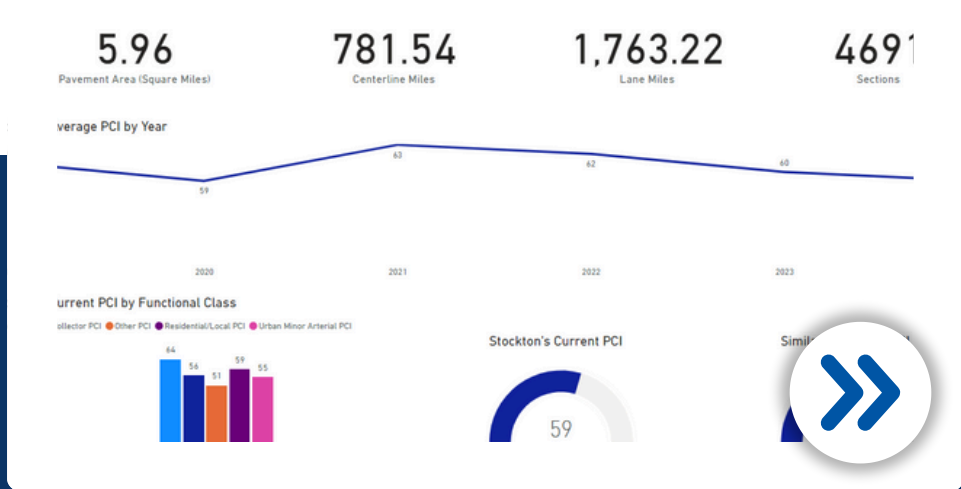 5.96
Pavement Area (Square Miles)
781.54
Centerline Miles
1,763.22
Lane Miles
4691
Sections
verage PCI by Year
59
63
62
60
2020
2021
2022
2023
urrent PCI by Functional Class
ollector PCI Other PCI Residential/Local PCI Urban Minor Arterial PCI
64
56
51
59
55
Stockton's Current PCI
59
Simil